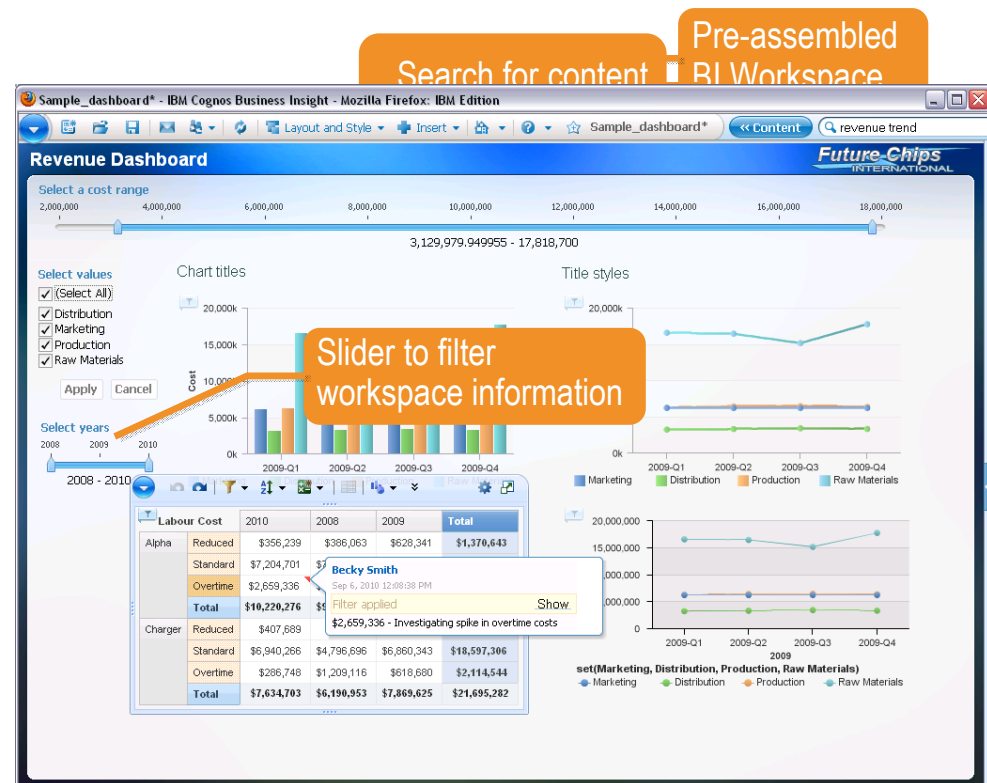 Pre-assembled
Search for content
BI Workspace
Sample_dashboard* - IBM Cognos Business Insight - Mozilla Firefox: IBM Edition
Layout and Style Insert Sample_dashboard* << Content revenue trend
Revenue Dashboard
Future Chips
INTERNATIONAL
Select a cost range
2,000,000 4,000,000 6,000,000 8,000,000 10,000,000 12,000,000 14,000,000 16,000,000 18,000,000
3,129,979.949955 - 17,818,700
Select values
(Select All)
Distribution
Marketing
Production
Raw Materials
Apply Cancel
Select years
2008 2009 2010
2008 - 2010
Chart titles
20,000k
15,000k
10,000k
5,000k
0k
Cost
2009-Q1 2009-Q2 2009-Q3 2009-Q4
Slider to filter
workspace information
Title styles
20,000k
0k
2009-Q1 2009-Q2 2009-Q3 2009-Q4
Marketing Distribution Production Raw Materials
Labour Cost 2010 2008 2009 Total
Alpha Reduced $356,239 $386,063 $628,341 $1,370,643
Standard $7,204,701
Overtime $2,659,336
Total $10,220,276
Charger Reduced $407,689
Standard $6,940,266 $4,796,696 $6,860,343 $18,597,306
Overtime $286,748 $1,209,116 $618,680 $2,114,544
Total $7,634,703 $6,190,953 $7,869,625 $21,695,282
Becky Smith
Sep 6, 2010 12:08:38 PM
Filter applied Show
$2,659,336 - Investigating spike in overtime costs
20,000,000
15,000,000
,000,000
,000,000
0
2009-Q1 2009-Q2 2009-Q3 2009-Q4
2009
set(Marketing, Distribution, Production, Raw Materials)
Marketing Distribution Production Raw Materials